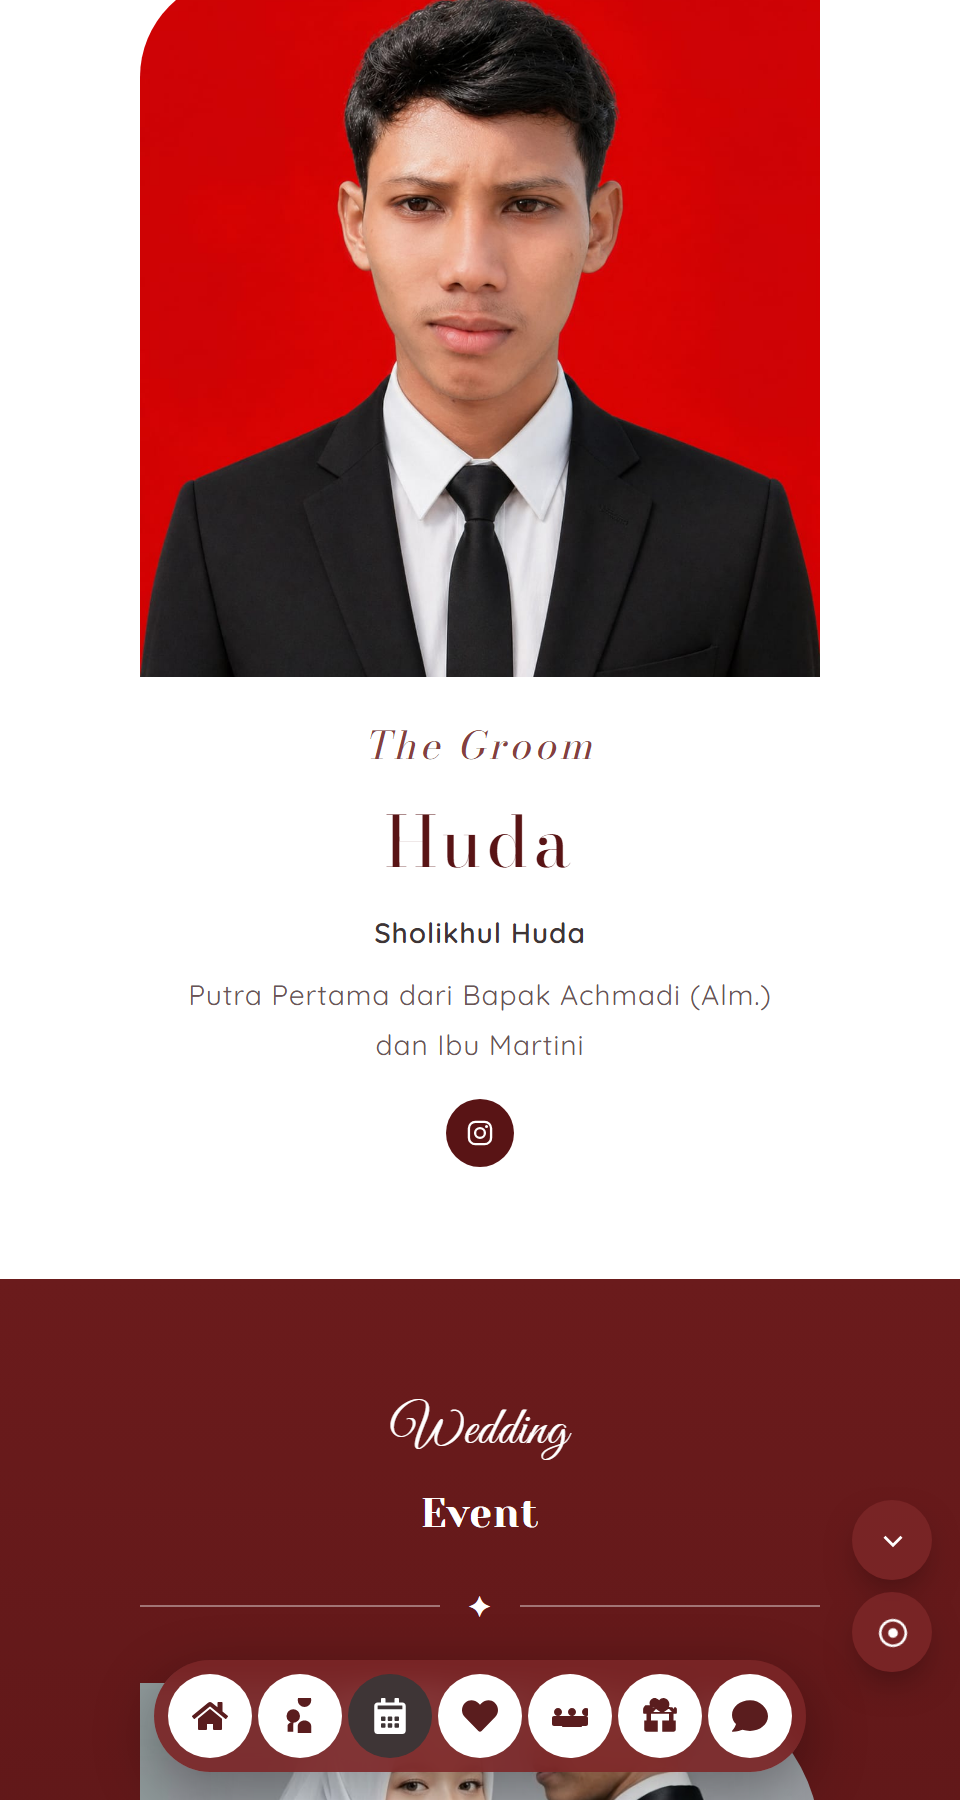 The Groom
Huda
Sholikhul Huda
Putra Pertama dari Bapak Achmadi (Alm.)
dan Ibu Martini
Wedding
Event